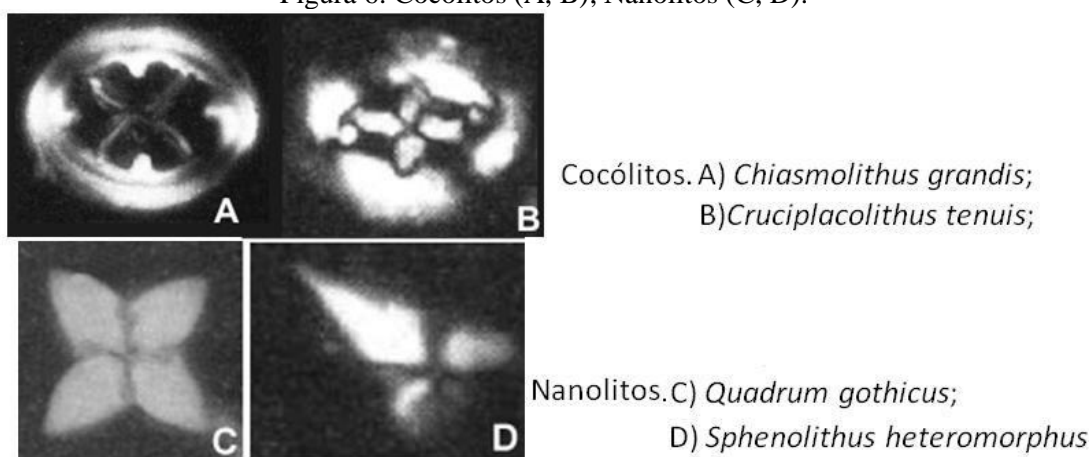 Figura 6. Cocólitos (A, B), Nanolitos (C, D).
A
B
Cocólitos. A) Chiasmolithus grandis;
B)Cruciplacolithus tenuis;
C
D
Nanolitos.C) Quadrum gothicus;
D) Sphenolithus heteromorphus